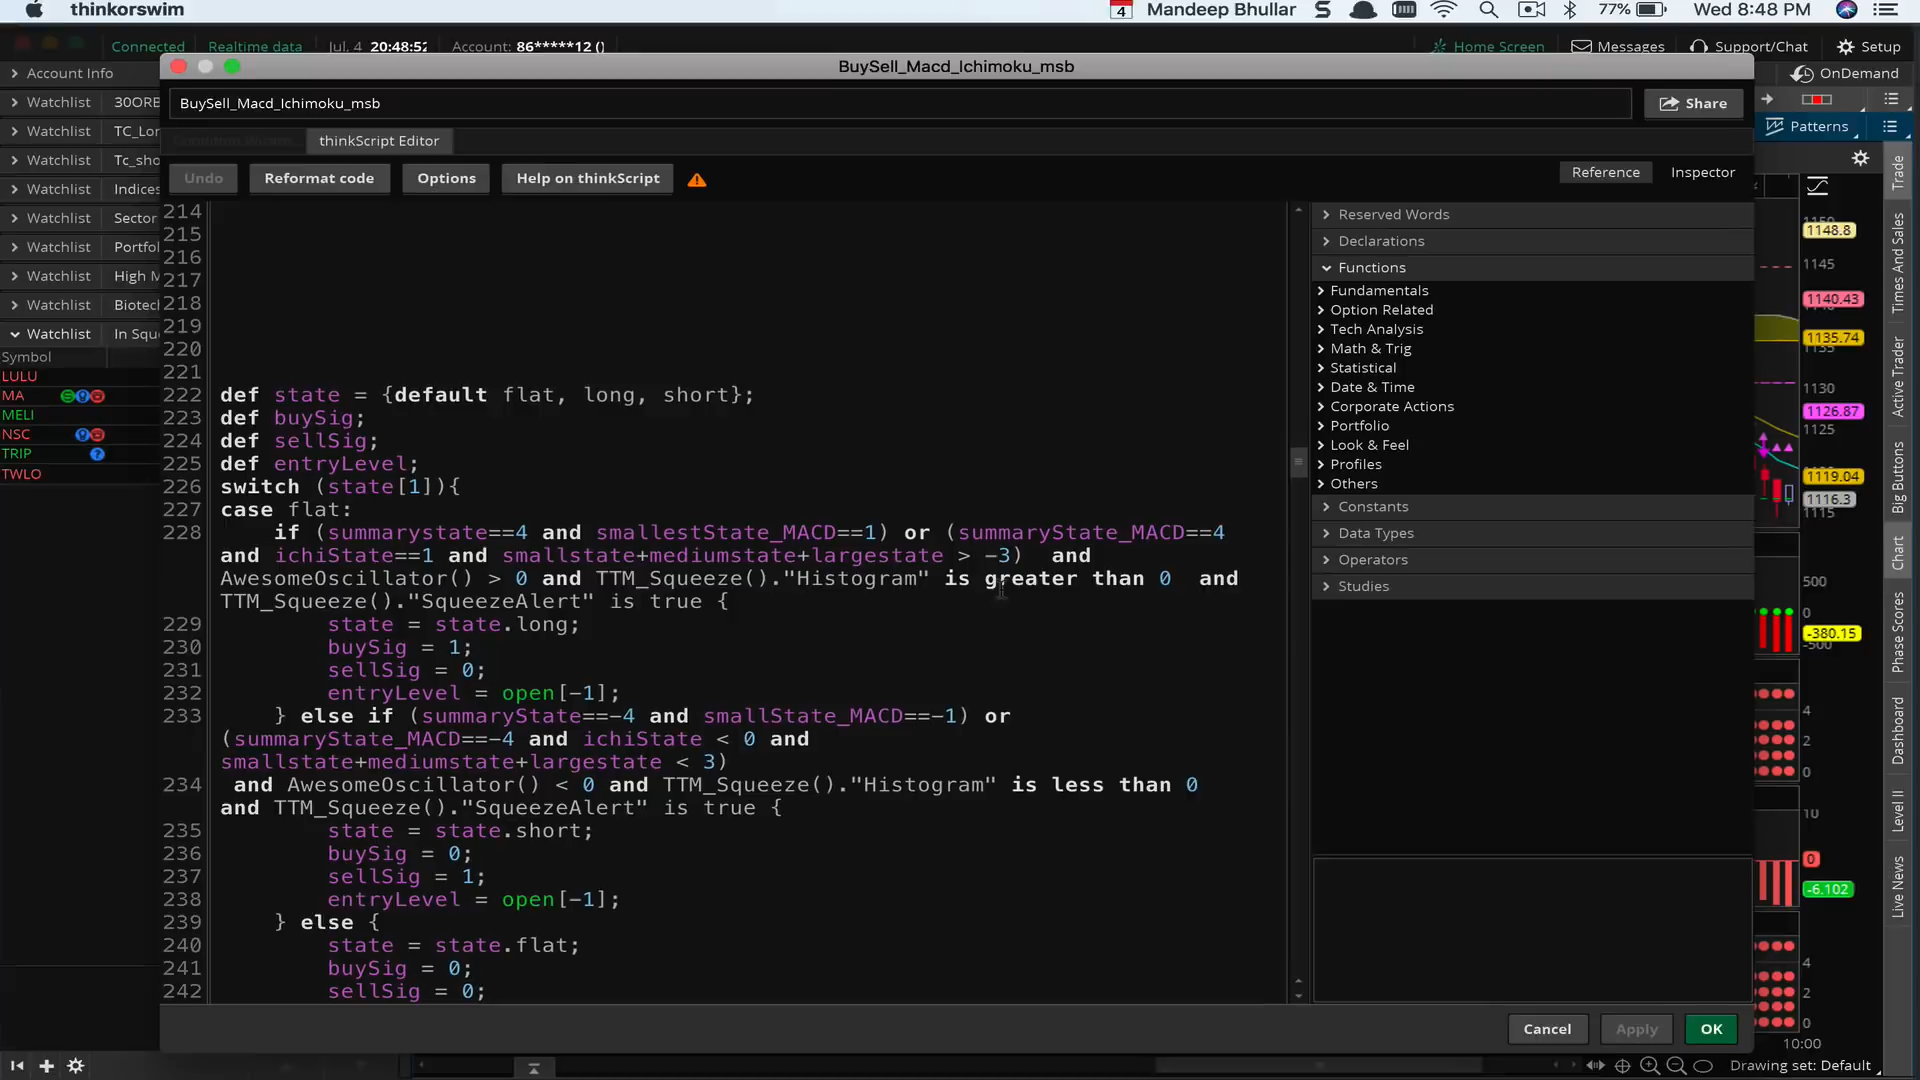 thinkorswim
4
Mandeep Bhullar
77%
Wed 8:48 PM
Connected
Realtime data
Jul. 4 20:48:52
Account: 86*****12 ()
Home Screen
Messages
Support/Chat
Setup
BuySell_Macd_Ichimoku_msb
BuySell_Macd_Ichimoku_msb
Share
thinkScript Editor
Undo
Reformat code
Options
Help on thinkScript
Reference
Inspector
Account Info
Watchlist 30ORB
Watchlist TC_Lor
Watchlist Tc_sho
Watchlist Indices
Watchlist Sector
Watchlist Portfol
Watchlist High M
Watchlist Biotech
Watchlist In Squ
Symbol
LULU
MA
MELI
NSC
TRIP
TWLO
214
215
216
217
218
219
220
221
222 def state = {default flat, long, short};
223 def buySig;
224 def sellSig;
225 def entryLevel;
226 switch (state[1]){
227 case flat:
228 if (summarystate==4 and smallestState_MACD==1) or (summaryState_MACD==4
and ichiState==1 and smallstate+mediumstate+largestate > -3) and
AwesomeOscillator() > 0 and TTM_Squeeze()."Histogram" is greater than 0 and
TTM_Squeeze()."SqueezeAlert" is true {
229 state = state.long;
230 buySig = 1;
231 sellSig = 0;
232 entryLevel = open[-1];
233 } else if (summaryState==-4 and smallState_MACD==-1) or
(summaryState_MACD==-4 and ichiState < 0 and
smallstate+mediumstate+largestate < 3)
234 and AwesomeOscillator() < 0 and TTM_Squeeze()."Histogram" is less than 0
and TTM_Squeeze()."SqueezeAlert" is true {
235 state = state.short;
236 buySig = 0;
237 sellSig = 1;
238 entryLevel = open[-1];
239 } else {
240 state = state.flat;
241 buySig = 0;
242 sellSig = 0;
Reserved Words
Declarations
Functions
Fundamentals
Option Related
Tech Analysis
Math & Trig
Statistical
Date & Time
Corporate Actions
Portfolio
Look & Feel
Profiles
Others
Constants
Data Types
Operators
Studies
Cancel
Apply
OK
OnDemand
Patterns
1148.8
1145
1140.43
1135.74
1130
1126.87
1125
1119.04
1116.3
1115
500
0
-380.15
-500
4
2
0
10
0
-6.102
4
2
0
10:00
Trade
Times And Sales
Active Trader
Big Buttons
Chart
Phase Scores
Dashboard
Level II
Live News
Drawing set: Default